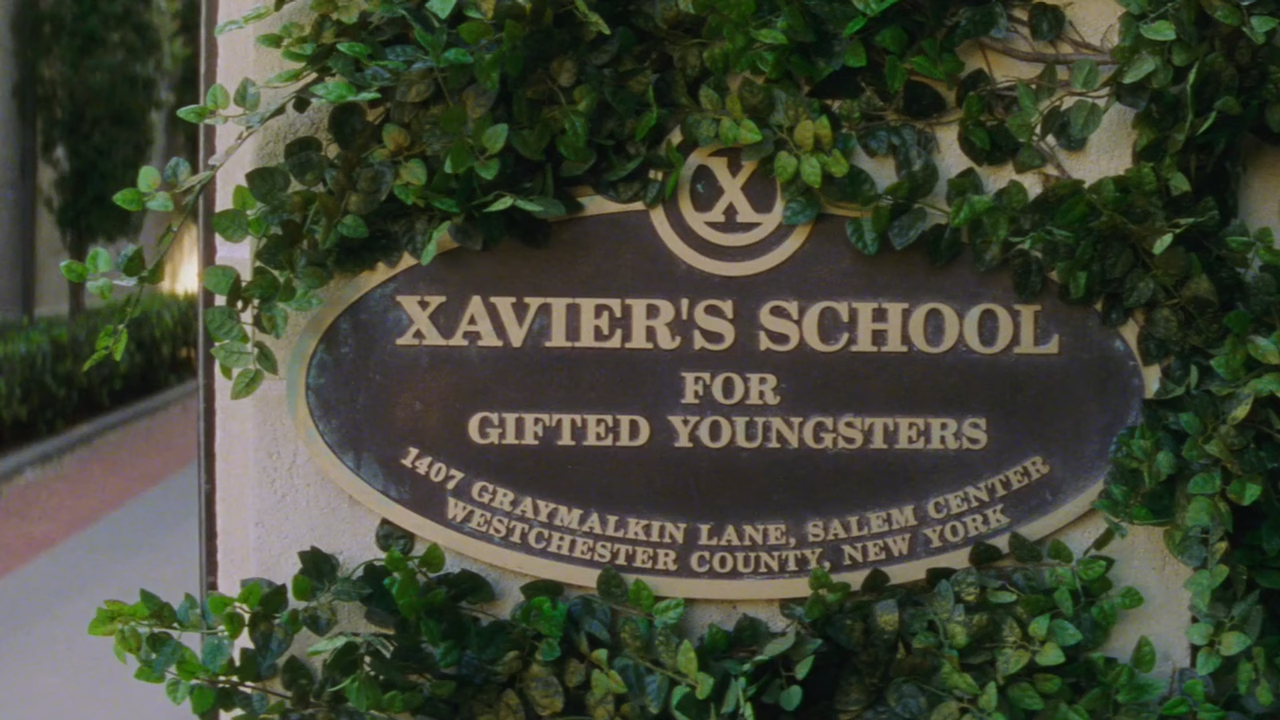 X
XAVIER'S SCHOOL
FOR
GIFTED YOUNGSTERS
1407 GRAYMALKIN LANE, SALEM CENTER
WESTCHESTER COUNTY, NEW YORK